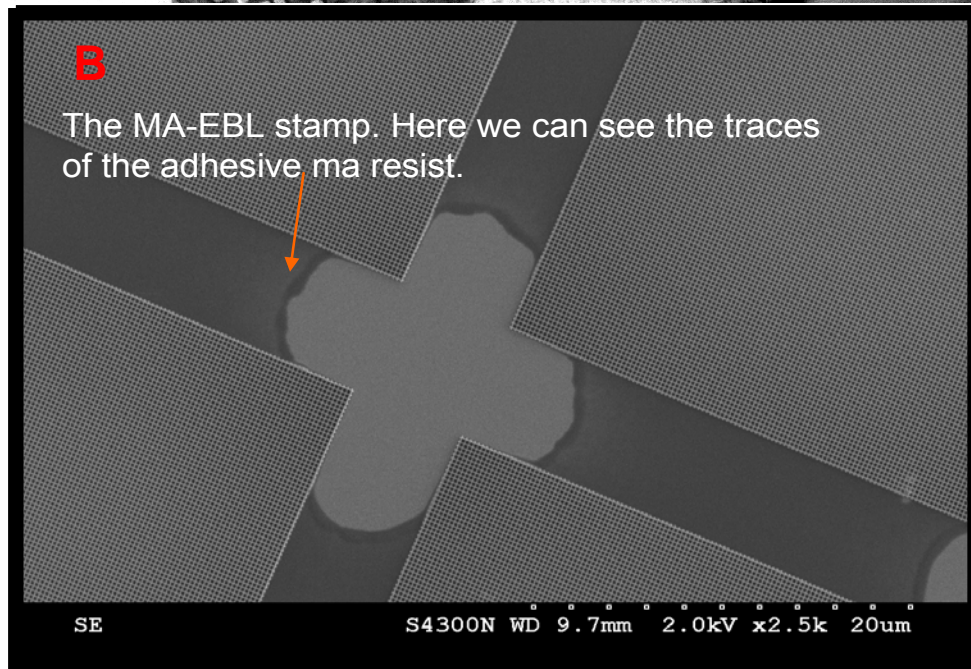 B
The MA-EBL stamp. Here we can see the traces
of the adhesive ma resist.
SE S4300N WD 9.7mm 2.0kV x2.5k 20um